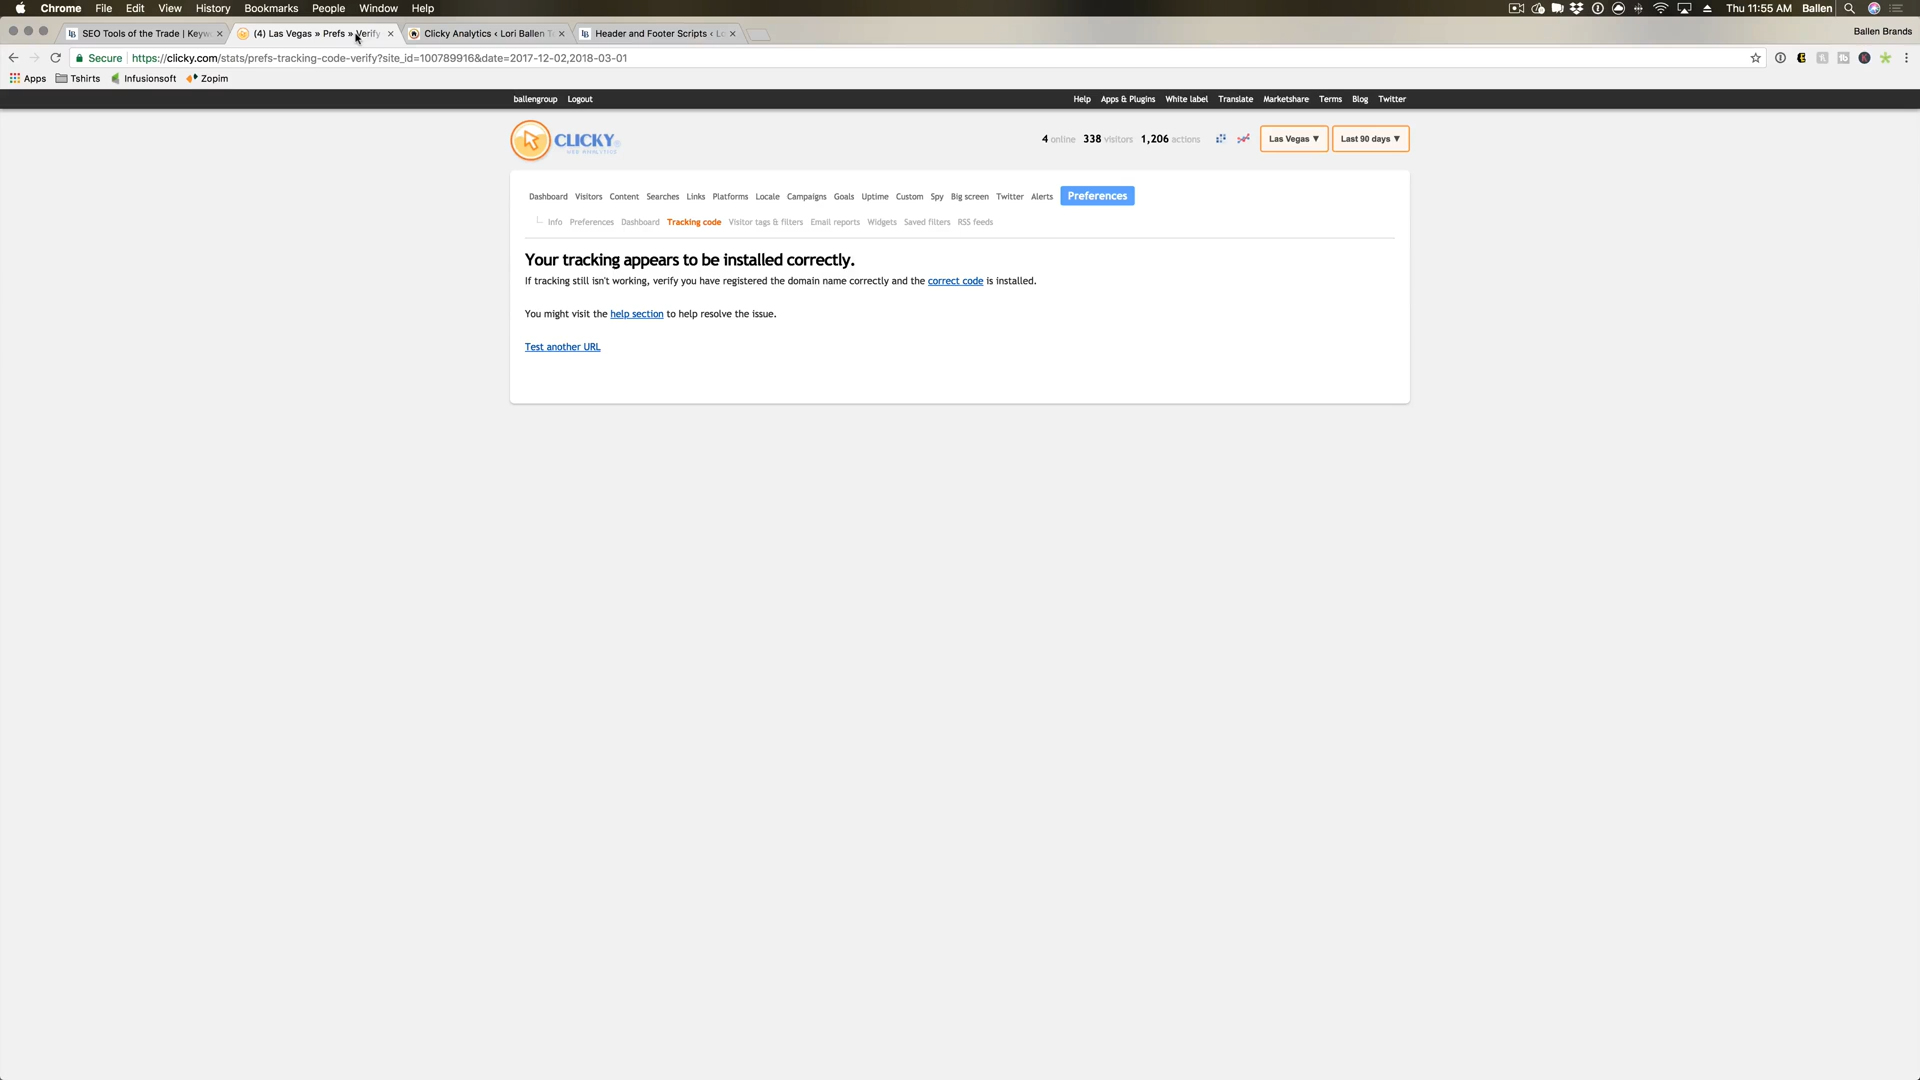 Chrome File Edit View History Bookmarks People Window Help
Thu 11:55 AM Ballen
SEO Tools of the Trade | Keyw
(4) Las Vegas » Prefs » Verify
Clicky Analytics ‹ Lori Ballen T
Header and Footer Scripts ‹ Lo
Ballen Brands
Secure https://clicky.com/stats/prefs-tracking-code-verify?site_id=100789916&date=2017-12-02,2018-03-01
Apps Tshirts Infusionsoft Zopim
ballengroup Logout
Help Apps & Plugins White label Translate Marketshare Terms Blog Twitter
CLICKY
WEB ANALYTICS
4 online 338 visitors 1,206 actions
Las Vegas ▼
Last 90 days ▼
Dashboard Visitors Content Searches Links Platforms Locale Campaigns Goals Uptime Custom Spy Big screen Twitter Alerts Preferences
Info Preferences Dashboard Tracking code Visitor tags & filters Email reports Widgets Saved filters RSS feeds
Your tracking appears to be installed correctly.
If tracking still isn't working, verify you have registered the domain name correctly and the correct code is installed.
You might visit the help section to help resolve the issue.
Test another URL